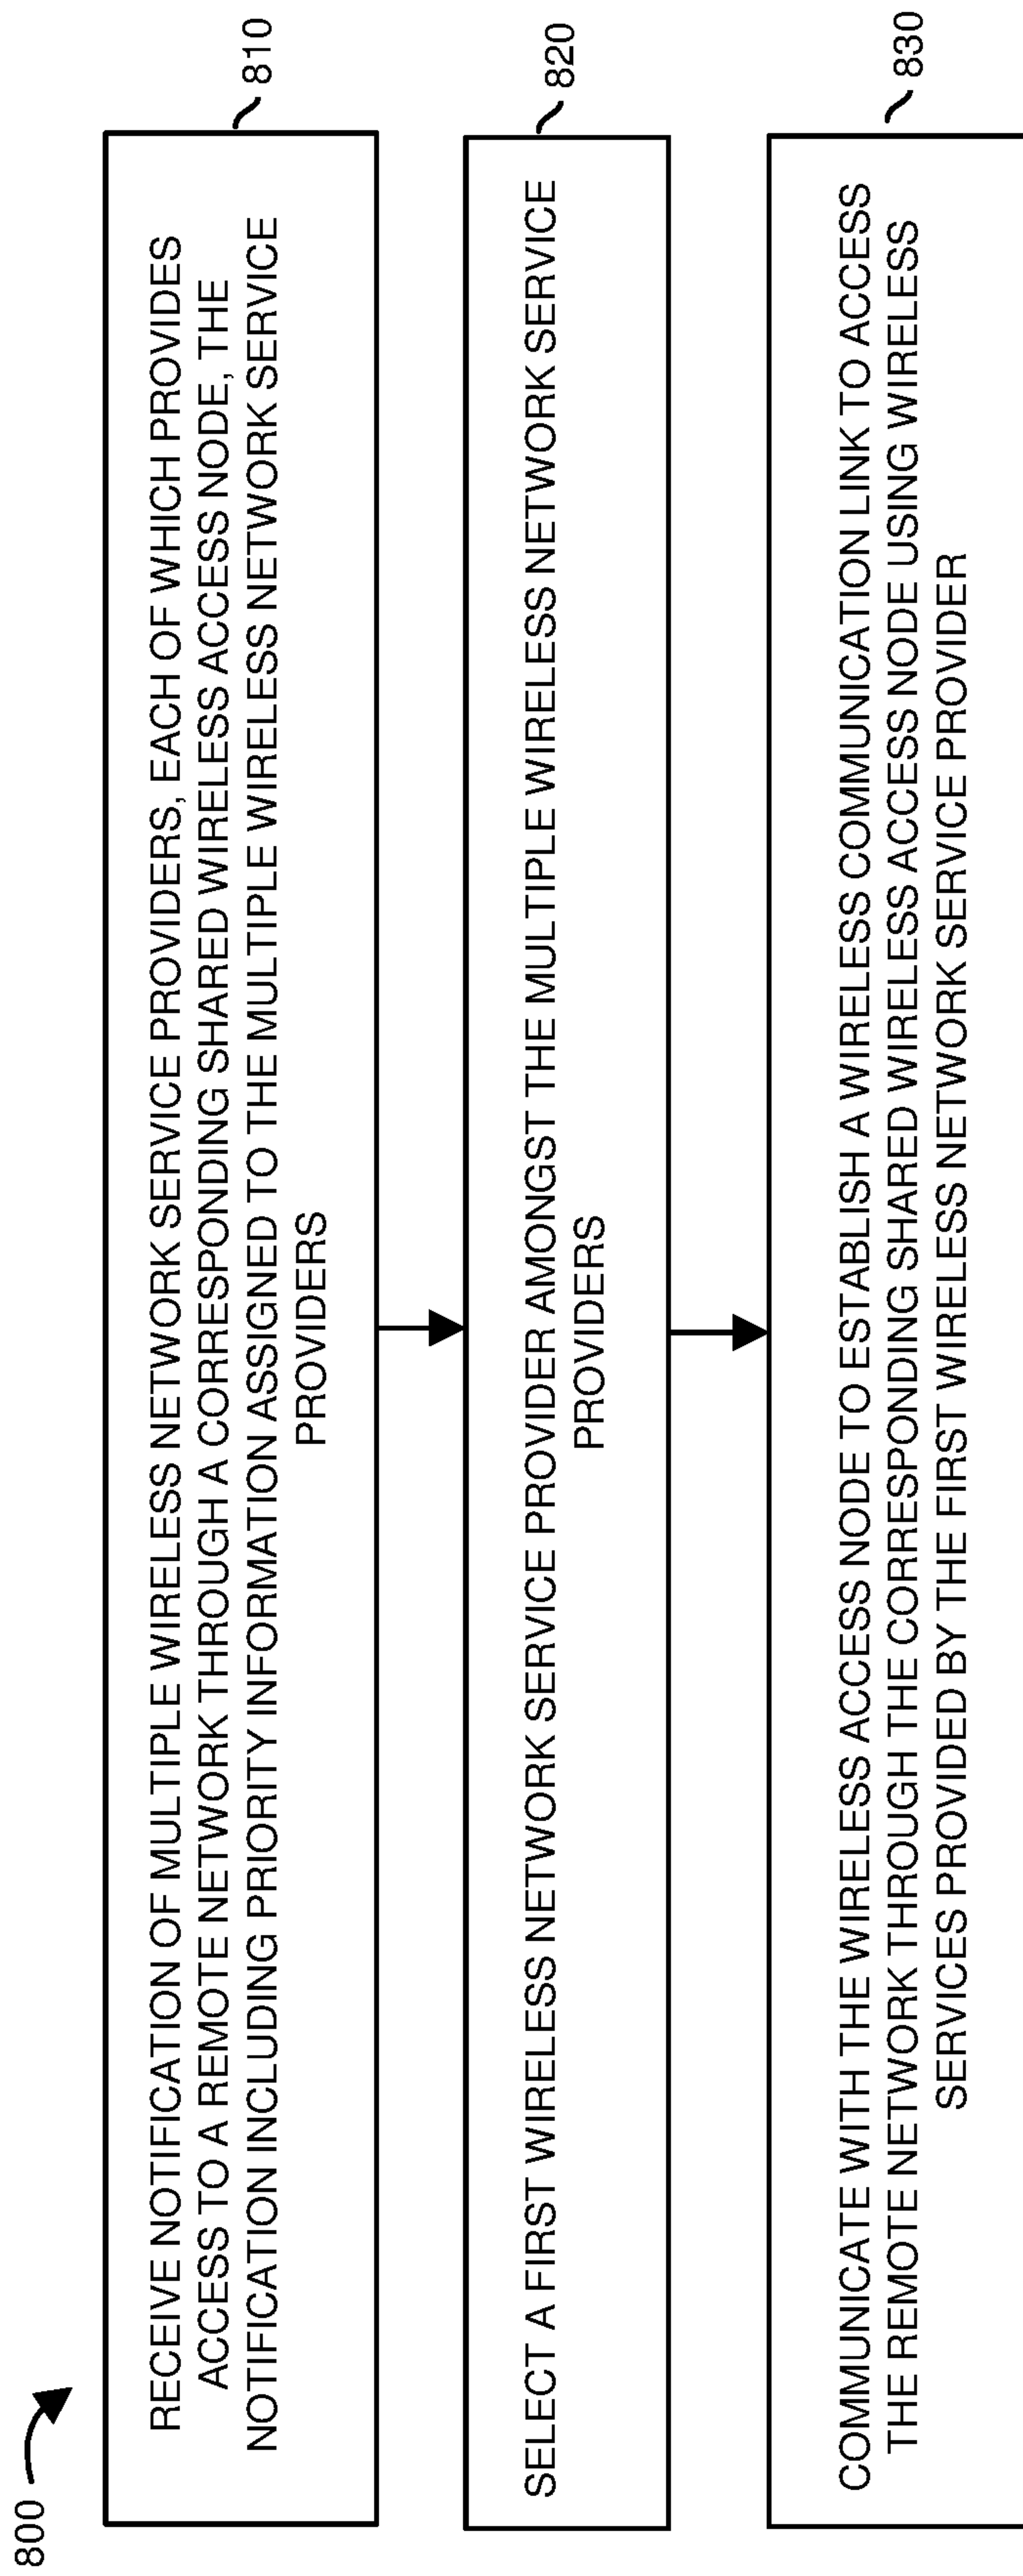 800
RECEIVE NOTIFICATION OF MULTIPLE WIRELESS NETWORK SERVICE PROVIDERS, EACH OF WHICH PROVIDES
ACCESS TO A REMOTE NETWORK THROUGH A CORRESPONDING SHARED WIRELESS ACCESS NODE, THE
NOTIFICATION INCLUDING PRIORITY INFORMATION ASSIGNED TO THE MULTIPLE WIRELESS NETWORK SERVICE
PROVIDERS
810
SELECT A FIRST WIRELESS NETWORK SERVICE PROVIDER AMONGST THE MULTIPLE WIRELESS NETWORK SERVICE
PROVIDERS
820
COMMUNICATE WITH THE WIRELESS ACCESS NODE TO ESTABLISH A WIRELESS COMMUNICATION LINK TO ACCESS
THE REMOTE NETWORK THROUGH THE CORRESPONDING SHARED WIRELESS ACCESS NODE USING WIRELESS
SERVICES PROVIDED BY THE FIRST WIRELESS NETWORK SERVICE PROVIDER
830